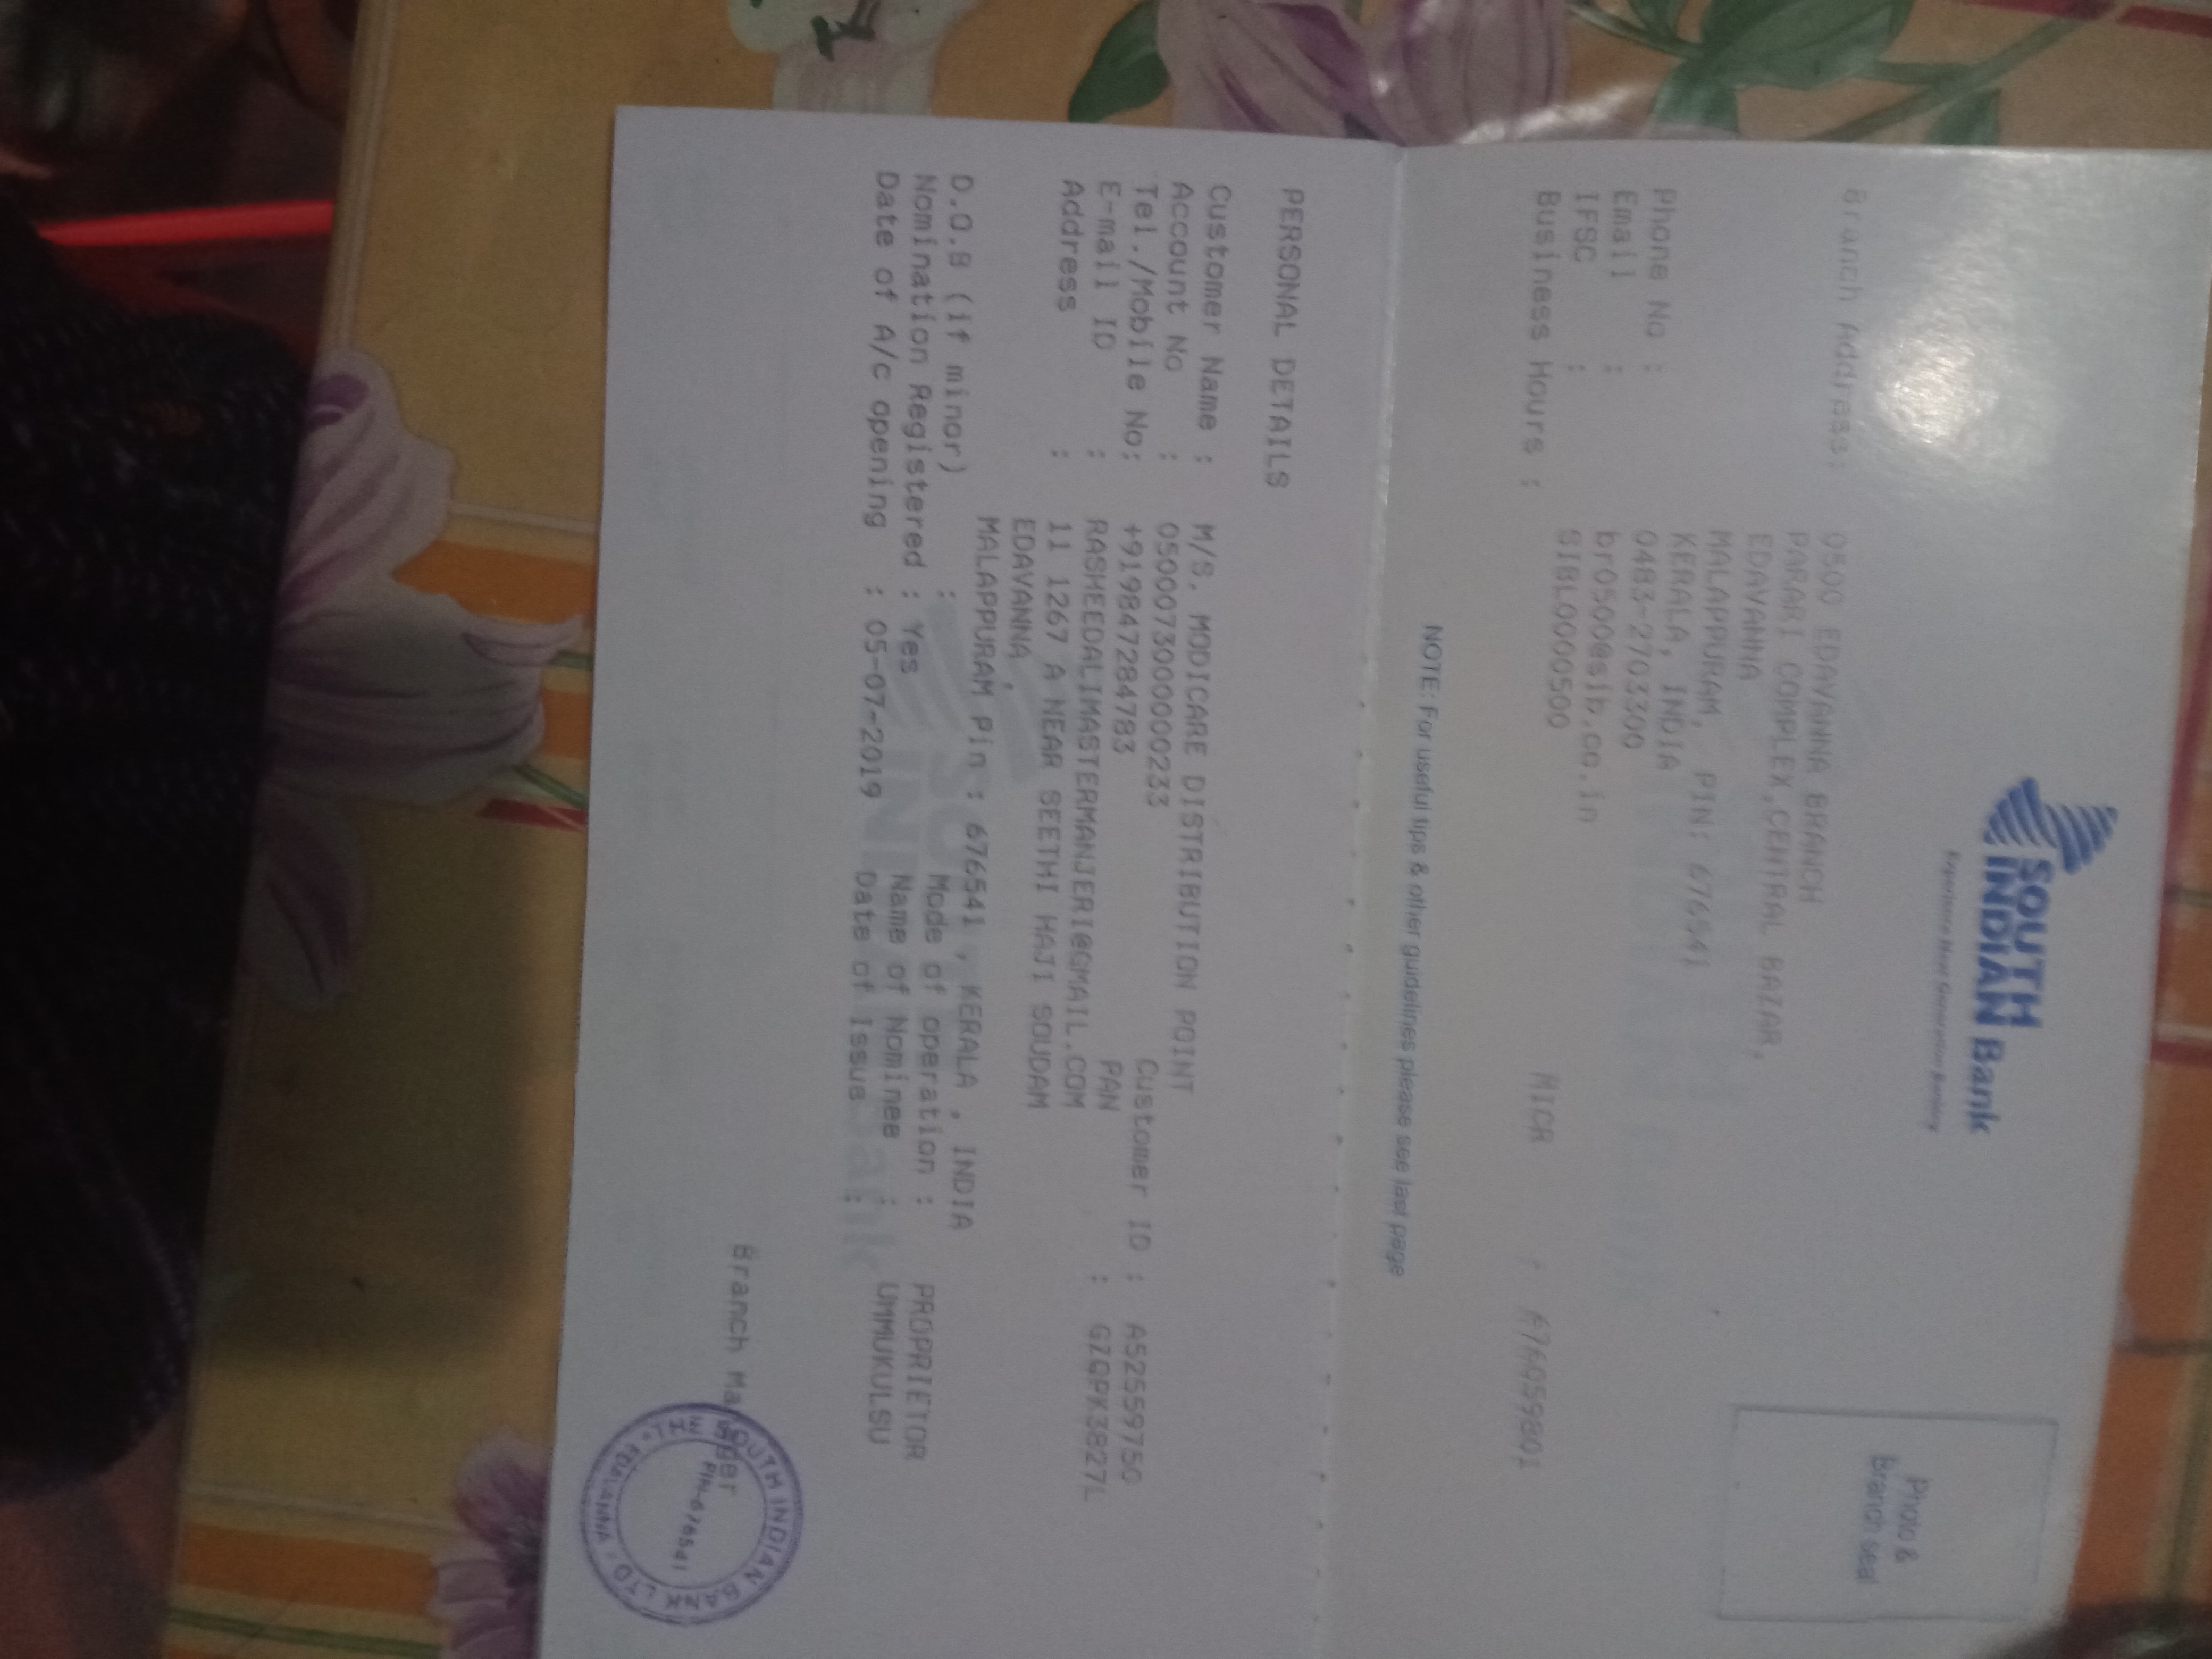 SOUTH
INDIAN Bank
Experience Next Generation Banking
Photo &
Branch seal
Branch Address: 0500 EDAVANNA BRANCH
PARARI COMPLEX,CENTRAL BAZAR,
EDAVANNA
MALAPPURAM, PIN: 676541
KERALA, INDIA
Phone No : 0483-2703300
Email : br0500@sib.co.in
IFSC : SIBL0000500
Business Hours : MICR : 676059801
NOTE: For useful tips & other guidelines please see last page
PERSONAL DETAILS
Customer Name : M/S. MODICARE DISTRIBUTION POINT
Account No : 0500073000000233 Customer ID : A52559750
Tel./Mobile No: +919847284783 PAN : GZQPK3827L
E-mail ID : RASHEEDALIMASTERMANJERI@GMAIL.COM
Address : 11 1267 A NEAR SEETHI HAJI SOUDAM
EDAVANNA,
MALAPPURAM Pin : 676541 , KERALA , INDIA
D.O.B (if minor) : Mode of operation : PROPRIETOR
Nomination Registered : Yes Name of Nominee : UMMUKULSU
Date of A/c opening : 05-07-2019 Date of Issue :
Branch Manager
SOUTH INDIAN BANK LTD
EDAVANNA
PIN-676541